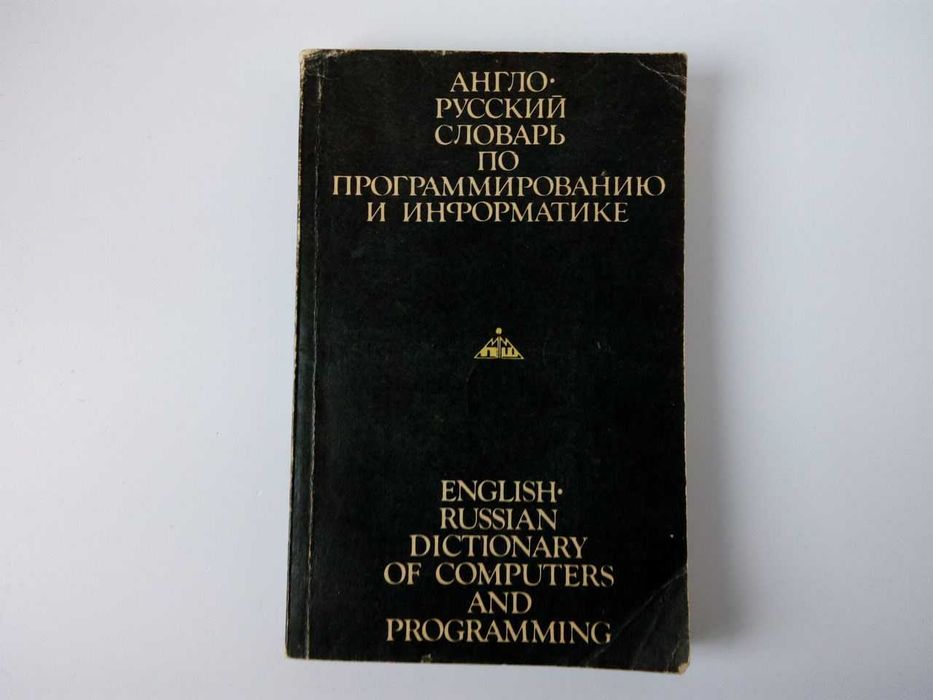 АНГЛО·
РУССКИЙ
СЛОВАРЬ
ПО
ПРОГРАММИРОВАНИЮ
И ИНФОРМАТИКЕ
ENGLISH·
RUSSIAN
DICTIONARY
OF COMPUTERS
AND
PROGRAMMING